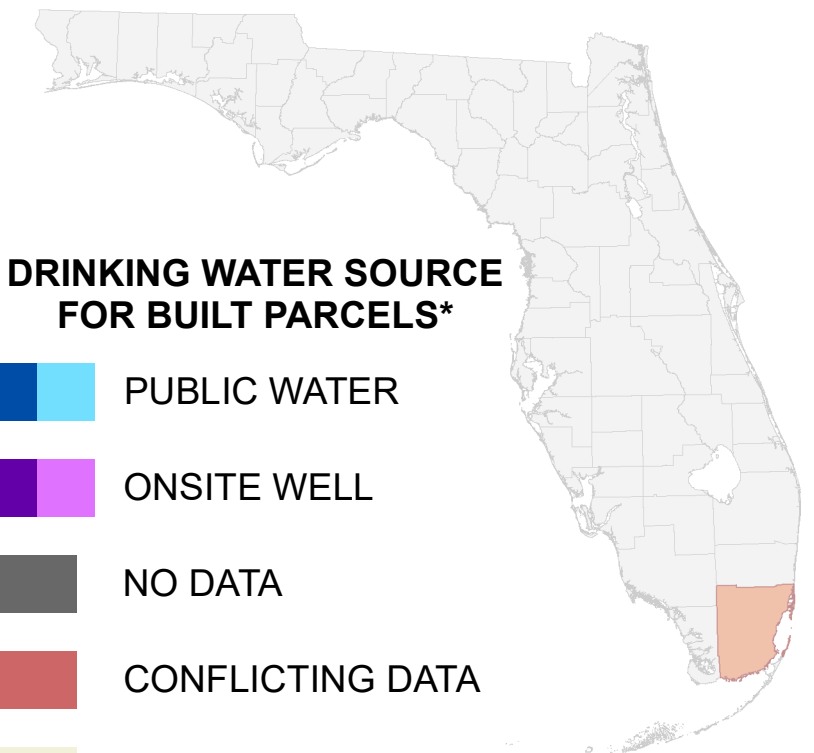 DRINKING WATER SOURCE
FOR BUILT PARCELS*
PUBLIC WATER
ONSITE WELL
NO DATA
CONFLICTING DATA